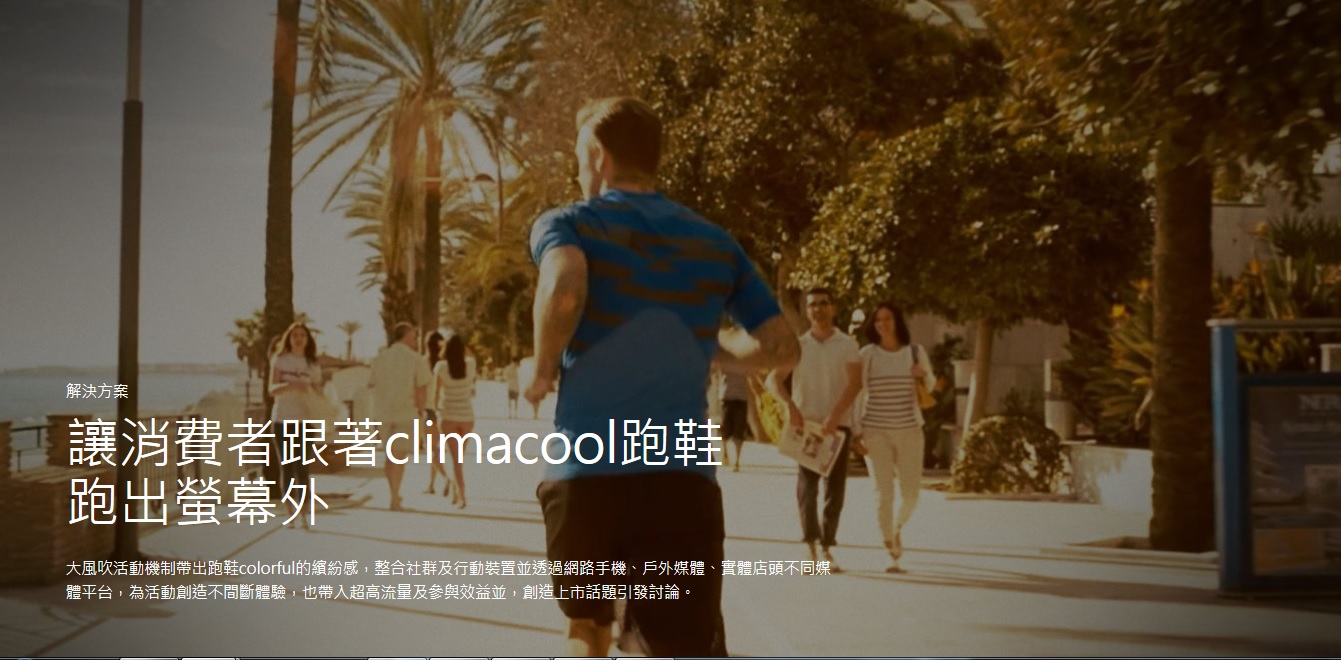 解決方案
讓消費者跟著climacool跑鞋
跑出螢幕外
大風吹活動機制帶出跑鞋colorful的繽紛感，整合社群及行動裝置並透過網路手機、戶外媒體、實體店頭不同媒
體平台，為活動創造不間斷體驗，也帶入超高流量及參與效益並，創造上市話題引發討論。